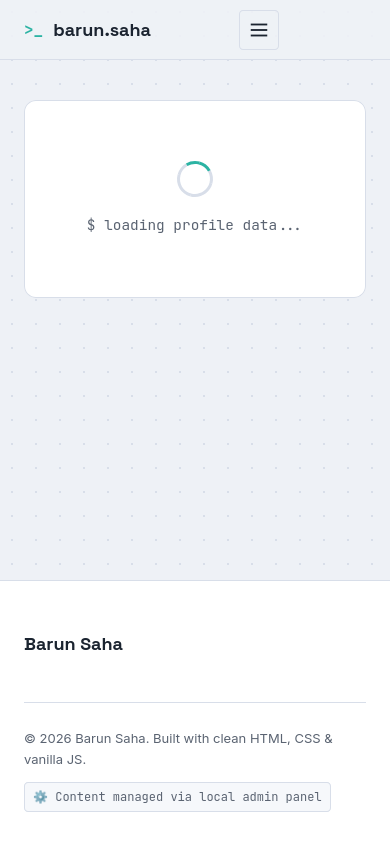 >_ barun.saha
$ loading profile data...
Barun Saha
© 2026 Barun Saha. Built with clean HTML, CSS &
vanilla JS.
⚙️ Content managed via local admin panel